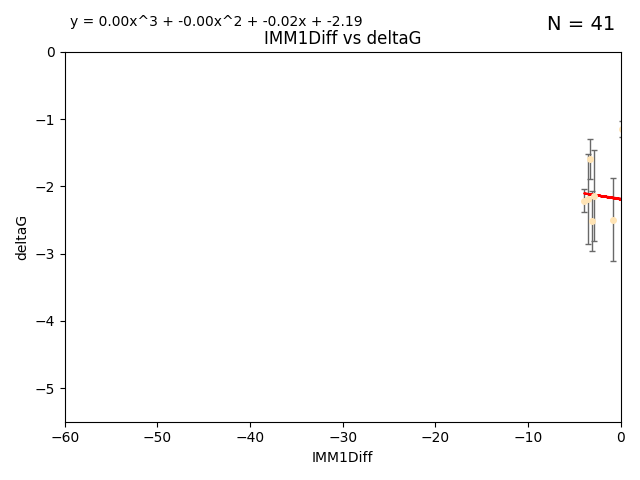 y = 0.00x^3 + -0.00x^2 + -0.02x + -2.19
N = 41
IMM1Diff vs deltaG
0
−1
−2
−3
−4
−5
deltaG
−60 −50 −40 −30 −20 −10 0
IMM1Diff